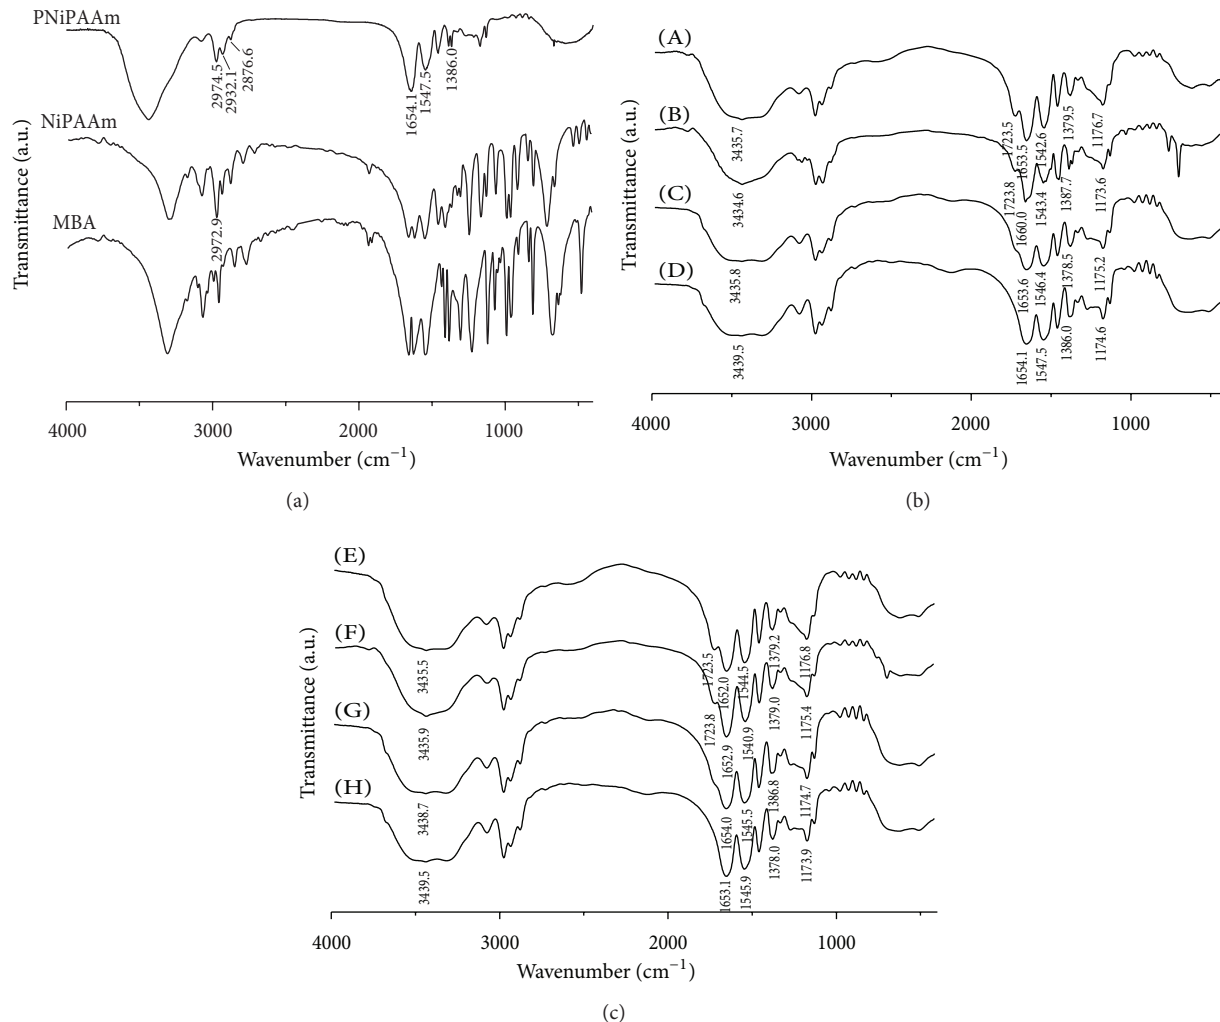 PNiPAAm
2974.5
2932.1
2876.6
1654.1
1547.5
1386.0
NiPAAm
2972.9
MBA
Transmittance (a.u.)
4000 3000 2000 1000
Wavenumber (cm⁻¹)
(a)
(A)
3435.7
1723.5
1653.5
1542.6
1379.5
1176.7
(B)
3434.6
1723.8
1660.0
1543.4
1387.7
1173.6
(C)
3435.8
1653.6
1546.4
1378.5
1175.2
(D)
3439.5
1654.1
1547.5
1386.0
1174.6
Transmittance (a.u.)
4000 3000 2000 1000
Wavenumber (cm⁻¹)
(b)
(E)
3435.5
1723.5
1652.0
1544.5
1379.2
1176.8
(F)
3435.9
1723.8
1652.9
1540.9
1379.0
1175.4
(G)
3438.7
1654.0
1545.5
1386.8
1174.7
(H)
3439.5
1653.1
1545.9
1378.0
1173.9
Transmittance (a.u.)
4000 3000 2000 1000
Wavenumber (cm⁻¹)
(c)